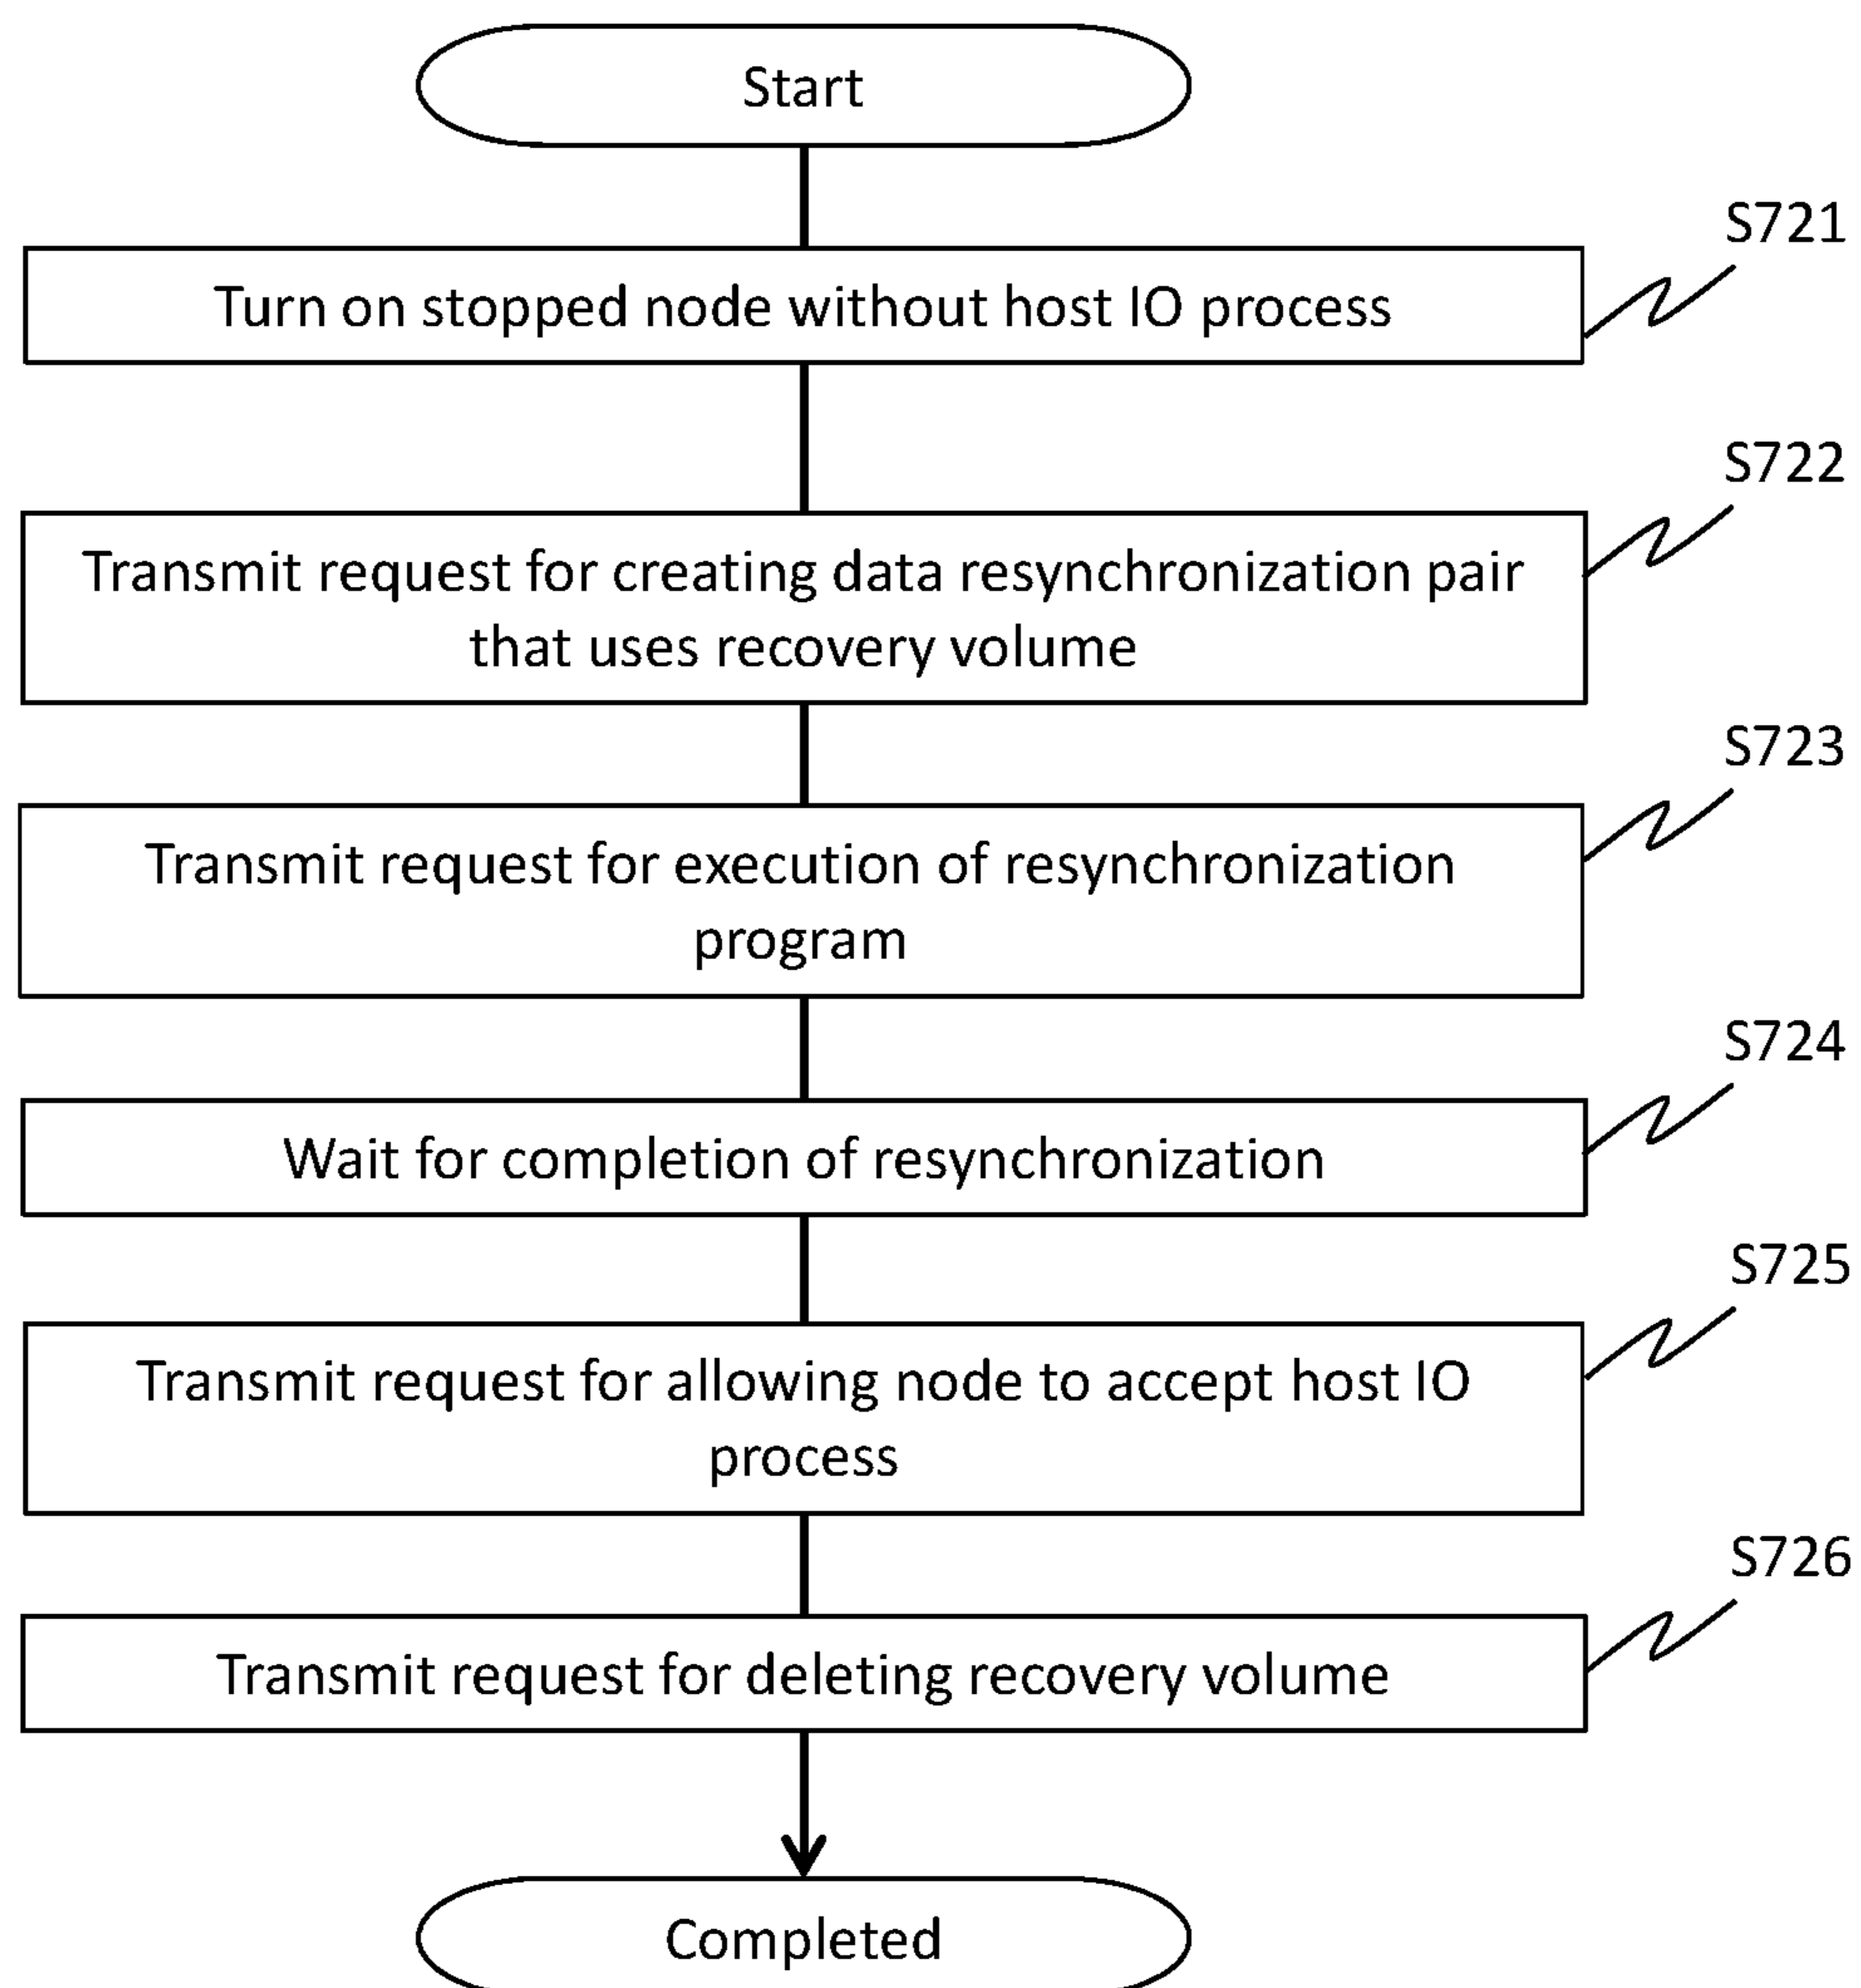 Start
S721
Turn on stopped node without host IO process
S722
Transmit request for creating data resynchronization pair
that uses recovery volume
S723
Transmit request for execution of resynchronization
program
S724
Wait for completion of resynchronization
S725
Transmit request for allowing node to accept host IO
process
S726
Transmit request for deleting recovery volume
Completed